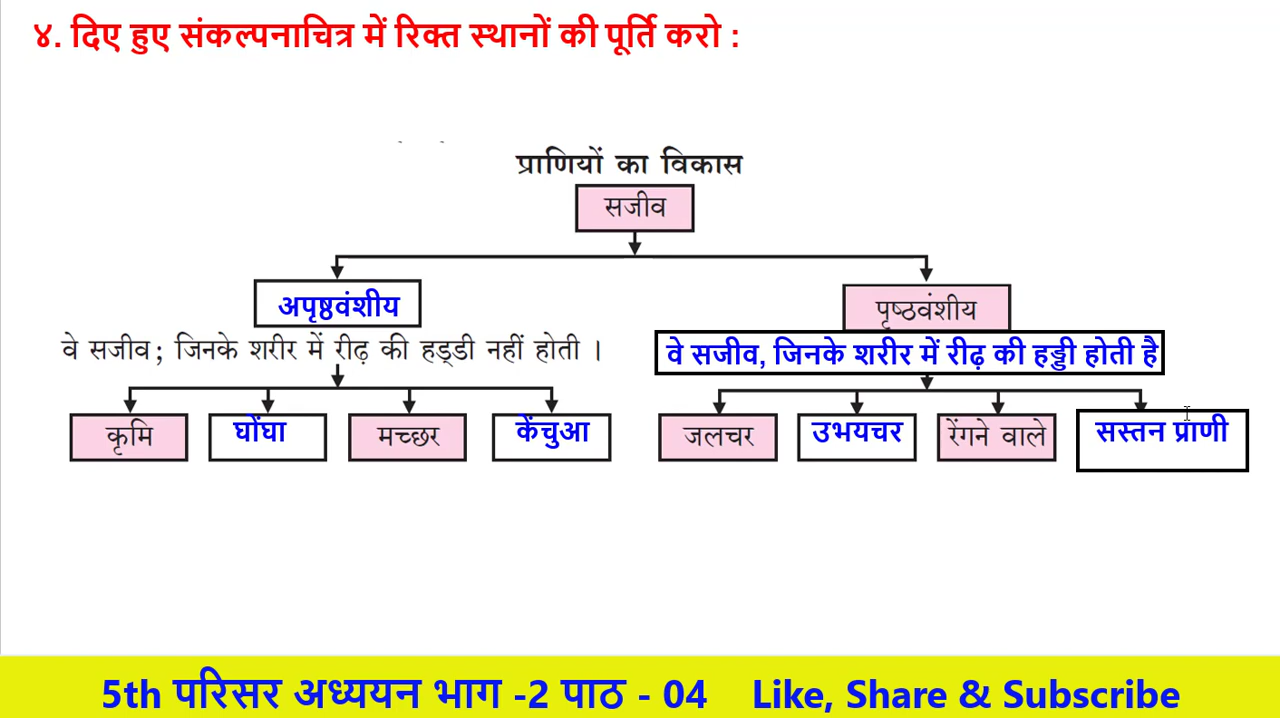 ४. दिए हुए संकल्पनाचित्र में रिक्त स्थानों की पूर्ति करो :
प्राणियों का विकास
सजीव
अपृष्ठवंशीय
पृष्ठवंशीय
वे सजीव; जिनके शरीर में रीढ़ की हड्डी नहीं होती ।
वे सजीव, जिनके शरीर में रीढ़ की हड्डी होती है
कृमि घोंघा मच्छर केंचुआ जलचर उभयचर रेंगने वाले सस्तन प्राणी
5th परिसर अध्ययन भाग -2 पाठ - 04 Like, Share & Subscribe